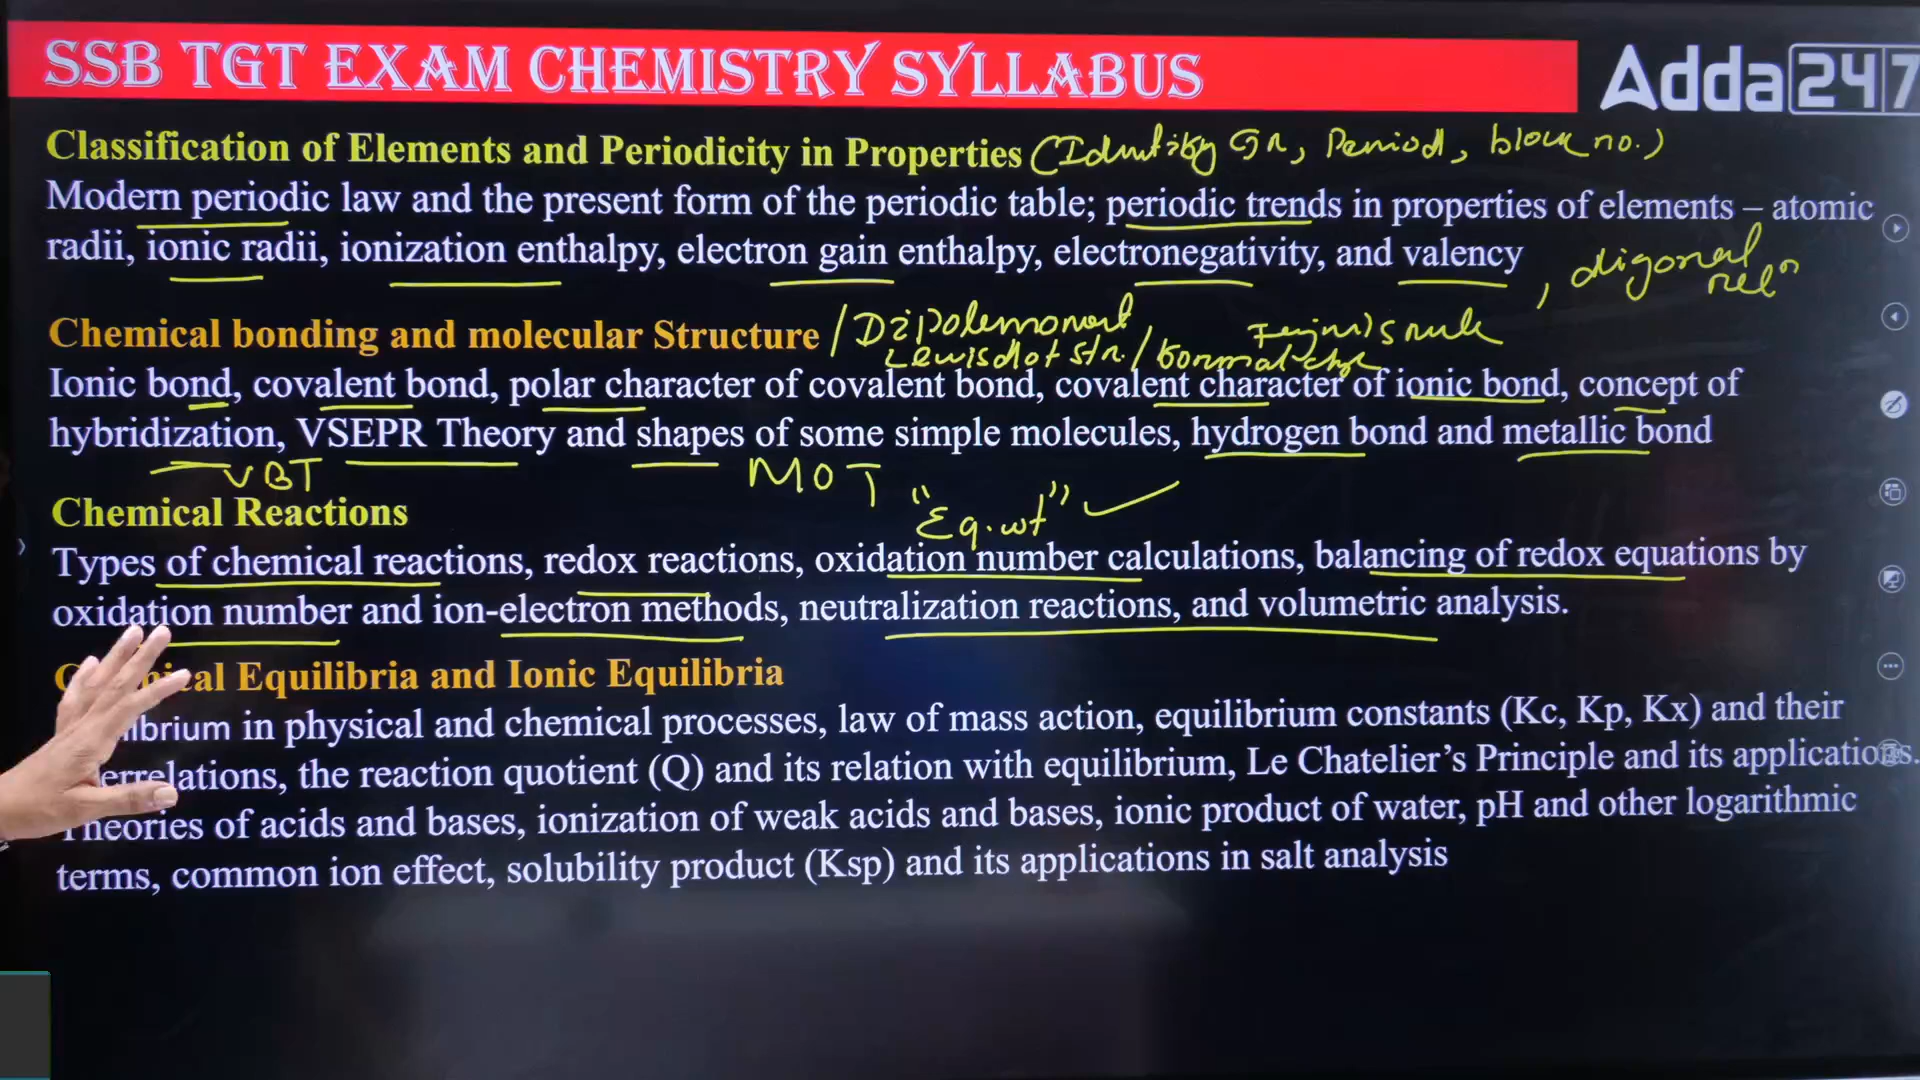 SSB TGT EXAM CHEMISTRY SYLLABUS
Adda247
Classification of Elements and Periodicity in Properties (Identity Gr, Period, block no.)
Modern periodic law and the present form of the periodic table; periodic trends in properties of elements – atomic
radii, ionic radii, ionization enthalpy, electron gain enthalpy, electronegativity, and valency
, digonal reln
Chemical bonding and molecular Structure / Dipolemoment
Lewis dot str. /
Ionic bond, covalent bond, polar character of covalent bond, covalent character of ionic bond, concept of
hybridization, VSEPR Theory and shapes of some simple molecules, hydrogen bond and metallic bond
VBT MOT
Chemical Reactions "Eq.wt"
Types of chemical reactions, redox reactions, oxidation number calculations, balancing of redox equations by
oxidation number and ion-electron methods, neutralization reactions, and volumetric analysis.
Equilibria and Ionic Equilibria
in physical and chemical processes, law of mass action, equilibrium constants (Kc, Kp, Kx) and their
the reaction quotient (Q) and its relation with equilibrium, Le Chatelier's Principle and its applications.
Theories of acids and bases, ionization of weak acids and bases, ionic product of water, pH and other logarithmic
terms, common ion effect, solubility product (Ksp) and its applications in salt analysis